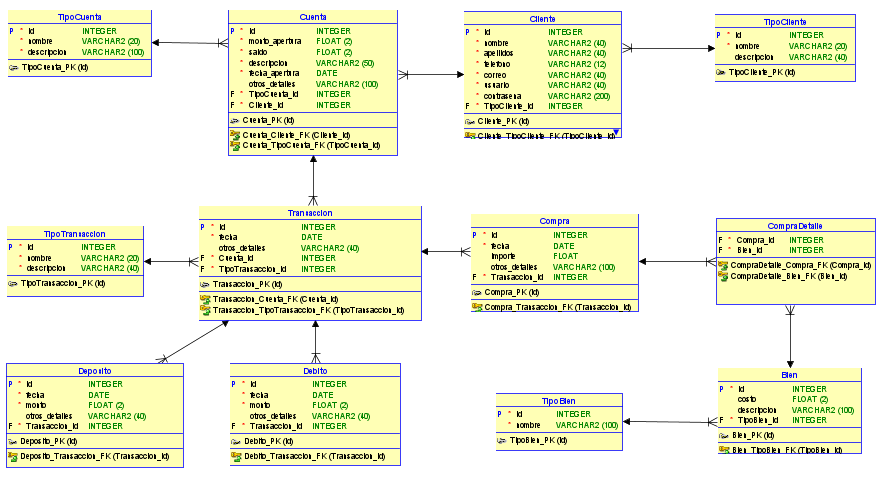 TipoCuenta
P * Id INTEGER
* nombre VARCHAR2 (20)
* descripcion VARCHAR2 (100)
TipoCuenta_PK (Id)
Cuenta
P * Id INTEGER
* monto_apertura FLOAT (2)
* saldo FLOAT (2)
* descripcion VARCHAR2 (50)
* fecha_apertura DATE
otros_detalles VARCHAR2 (100)
F * TipoCuenta_Id INTEGER
F * Cliente_Id INTEGER
Cuenta_PK (Id)
Cuenta_Cliente_FK (Cliente_Id)
Cuenta_TipoCuenta_FK (TipoCuenta_Id)
Cliente
P * Id INTEGER
* nombre VARCHAR2 (40)
* apellidos VARCHAR2 (40)
* telefono VARCHAR2 (12)
* correo VARCHAR2 (40)
* usuario VARCHAR2 (40)
* contrasena VARCHAR2 (200)
F * TipoCliente_Id INTEGER
Cliente_PK (Id)
Cliente_TipoCliente_FK (TipoCliente_Id)
TipoCliente
P * Id INTEGER
* nombre VARCHAR2 (20)
descripcion VARCHAR2 (40)
TipoCliente_PK (Id)
TipoTransaccion
P * Id INTEGER
* nombre VARCHAR2 (20)
* descripcion VARCHAR2 (40)
TipoTransaccion_PK (Id)
Transaccion
P * Id INTEGER
* fecha DATE
otros_detalles VARCHAR2 (40)
F * Cuenta_Id INTEGER
F * TipoTransaccion_Id INTEGER
Transaccion_PK (Id)
Transaccion_Cuenta_FK (Cuenta_Id)
Transaccion_TipoTransaccion_FK (TipoTransaccion_Id)
Compra
P * Id INTEGER
* fecha DATE
importe FLOAT
otros_detalles VARCHAR2 (100)
F * Transaccion_Id INTEGER
Compra_PK (Id)
Compra_Transaccion_FK (Transaccion_Id)
CompraDetalle
F * Compra_Id INTEGER
F * Bien_Id INTEGER
CompraDetalle_Compra_FK (Compra_Id)
CompraDetalle_Bien_FK (Bien_Id)
Deposito
P * Id INTEGER
* fecha DATE
* monto FLOAT (2)
otros_detalles VARCHAR2 (40)
F * Transaccion_Id INTEGER
Deposito_PK (Id)
Deposito_Transaccion_FK (Transaccion_Id)
Debito
P * Id INTEGER
* fecha DATE
* monto FLOAT (2)
otros_detalles VARCHAR2 (40)
F * Transaccion_Id INTEGER
Debito_PK (Id)
Debito_Transaccion_FK (Transaccion_Id)
TipoBien
P * Id INTEGER
* nombre VARCHAR2 (100)
TipoBien_PK (Id)
Bien
P * Id INTEGER
costo FLOAT (2)
descripcion VARCHAR2 (100)
F * TipoBien_Id INTEGER
Bien_PK (Id)
Bien_TipoBien_FK (TipoBien_Id)